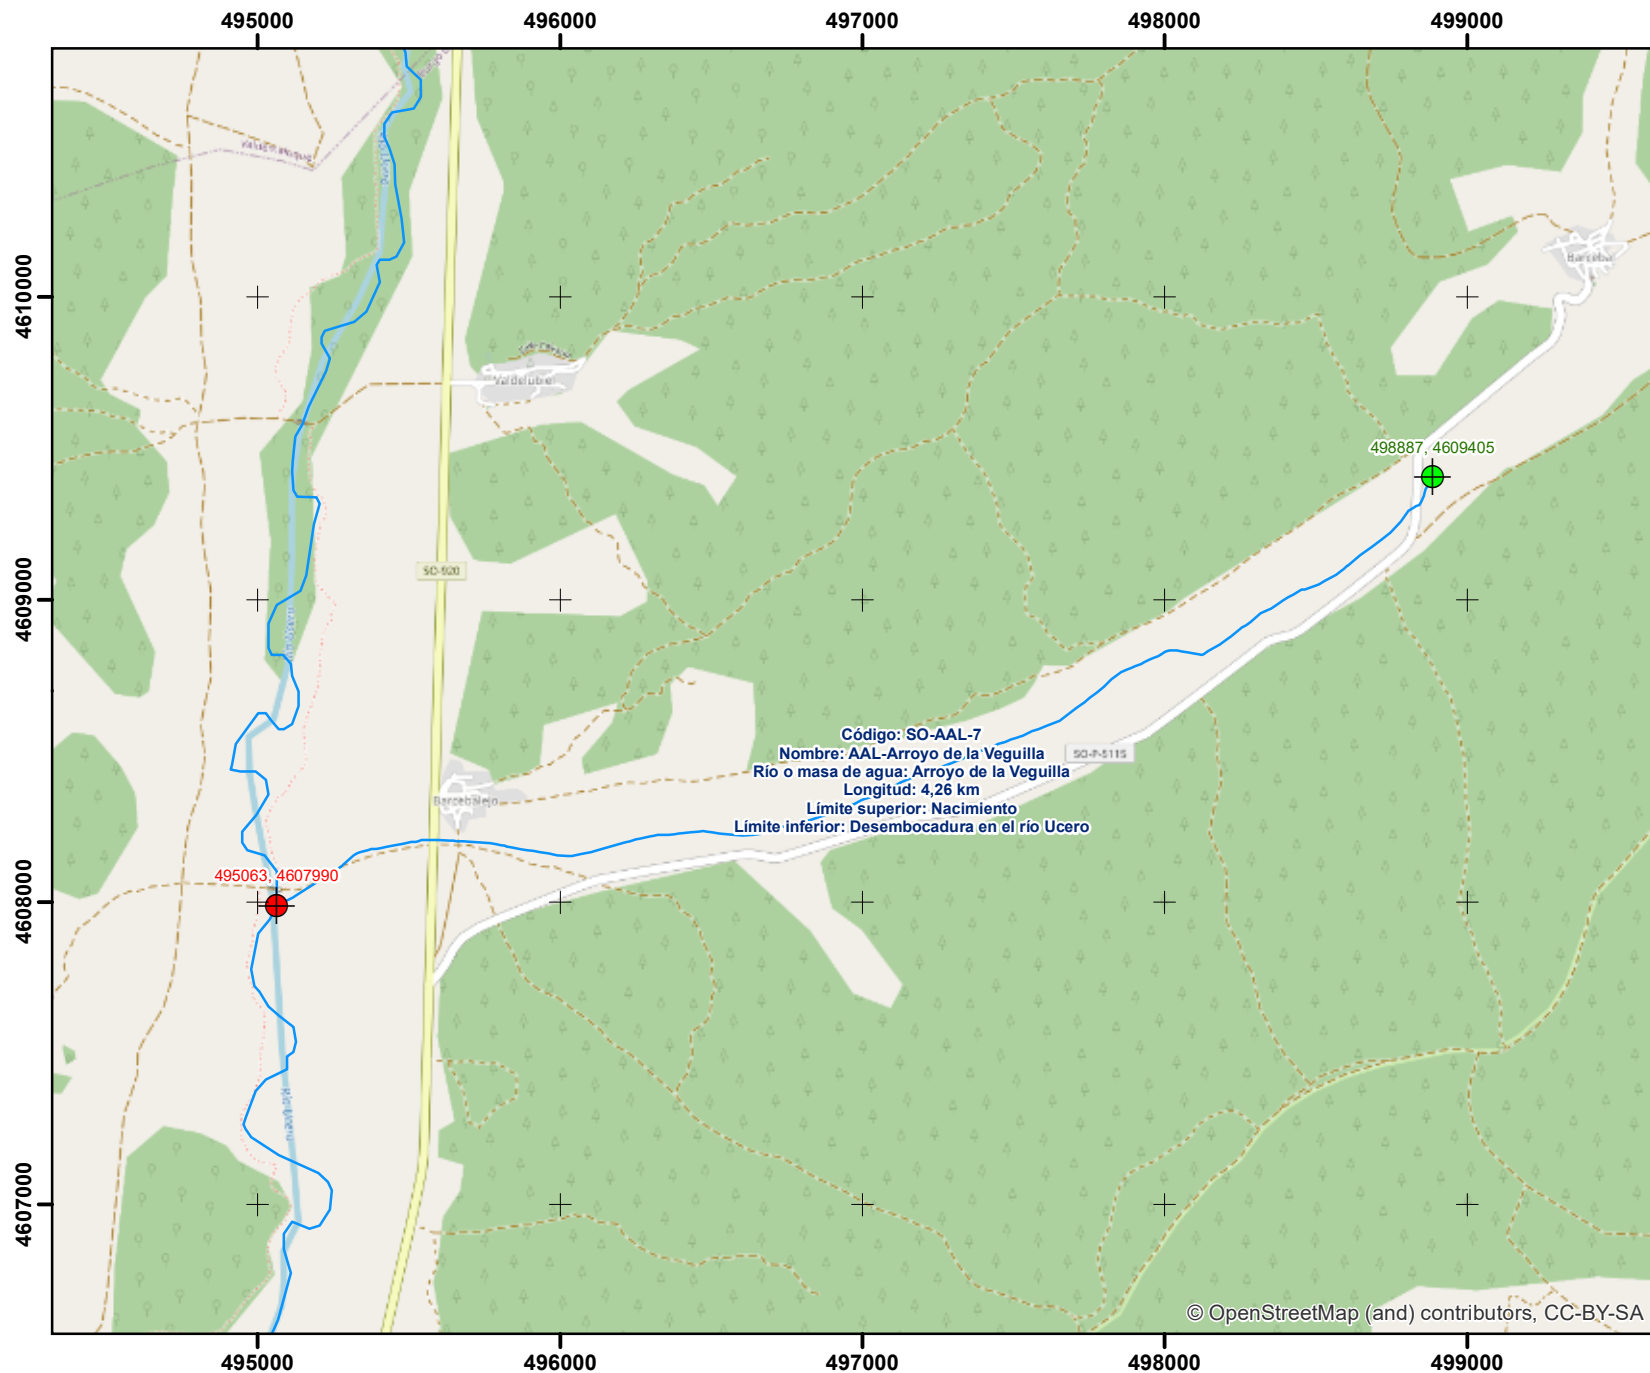 495000
496000
497000
498000
499000
Barcebal
4610000
Valdelubiel
498887, 4609405
SO-920
4609000
Código: SO-AAL-7
Nombre: AAL-Arroyo de la Veguilla
Río o masa de agua: Arroyo de la Veguilla
Longitud: 4,26 km
Límite superior: Nacimiento
Límite inferior: Desembocadura en el río Ucero
SO-P-5115
Barcebalejo
495063, 4607990
4608000
Río Ucero
4607000
© OpenStreetMap (and) contributors, CC-BY-SA
495000
496000
497000
498000
499000